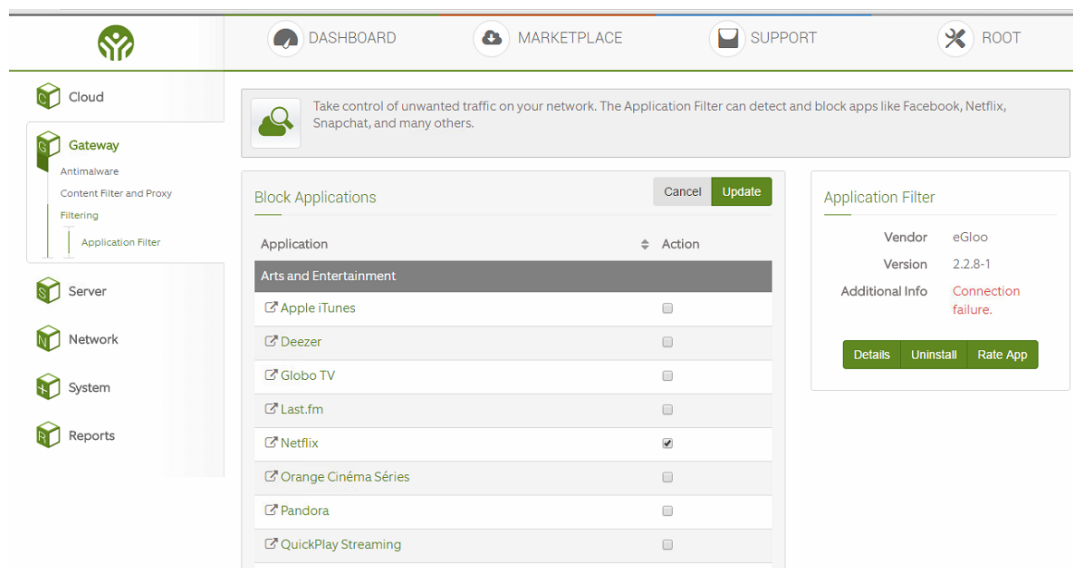 DASHBOARD
MARKETPLACE
SUPPORT
ROOT
C
Cloud
G
Gateway
Antimalware
Content Filter and Proxy
Filtering
Application Filter
S
Server
N
Network
System
R
Reports
Take control of unwanted traffic on your network. The Application Filter can detect and block apps like Facebook, Netflix,
Snapchat, and many others.
Block Applications
Cancel
Update
Application
Action
Arts and Entertainment
Apple iTunes
Deezer
Globo TV
Last.fm
Netflix
Orange Cinéma Séries
Pandora
QuickPlay Streaming
Application Filter
Vendor eGloo
Version 2.2.8-1
Additional Info Connection
failure.
Details
Uninstall
Rate App